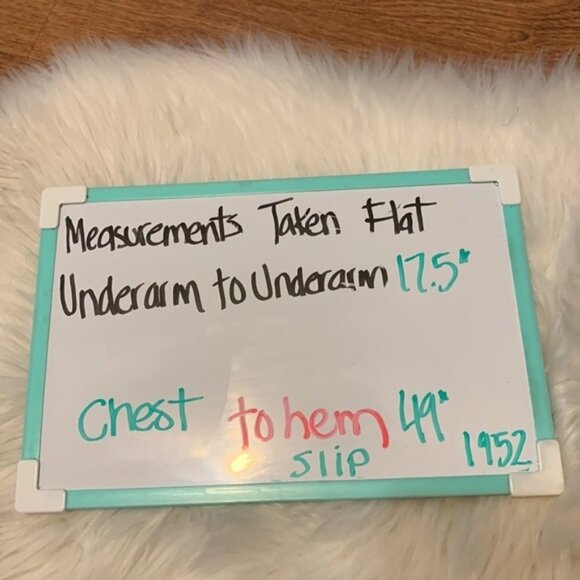 Measurements Taken Flat
Underarm to Underarm 17.5"
Chest to hem 49"
slip 1952